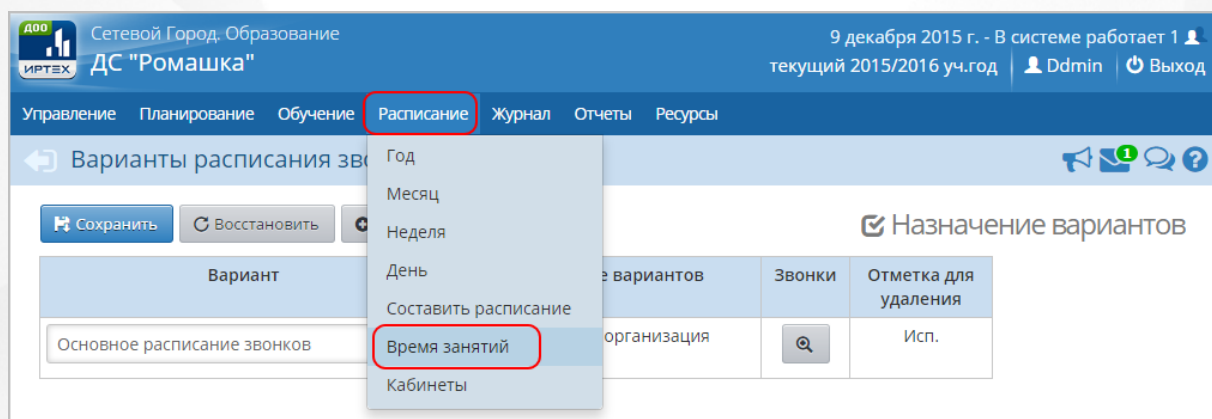 ДОО
ИРТЕХ
Сетевой Город. Образование
ДС "Ромашка"
9 декабря 2015 г. - В системе работает 1
текущий 2015/2016 уч.год Ddmin Выход
Управление Планирование Обучение Расписание Журнал Отчеты Ресурсы
Варианты расписания зво
1
Год
Месяц
Неделя
День
Составить расписание
Время занятий
Кабинеты
Сохранить Восстановить
Назначение вариантов
Вариант вариантов Звонки Отметка для
удаления
Основное расписание звонков организация Исп.